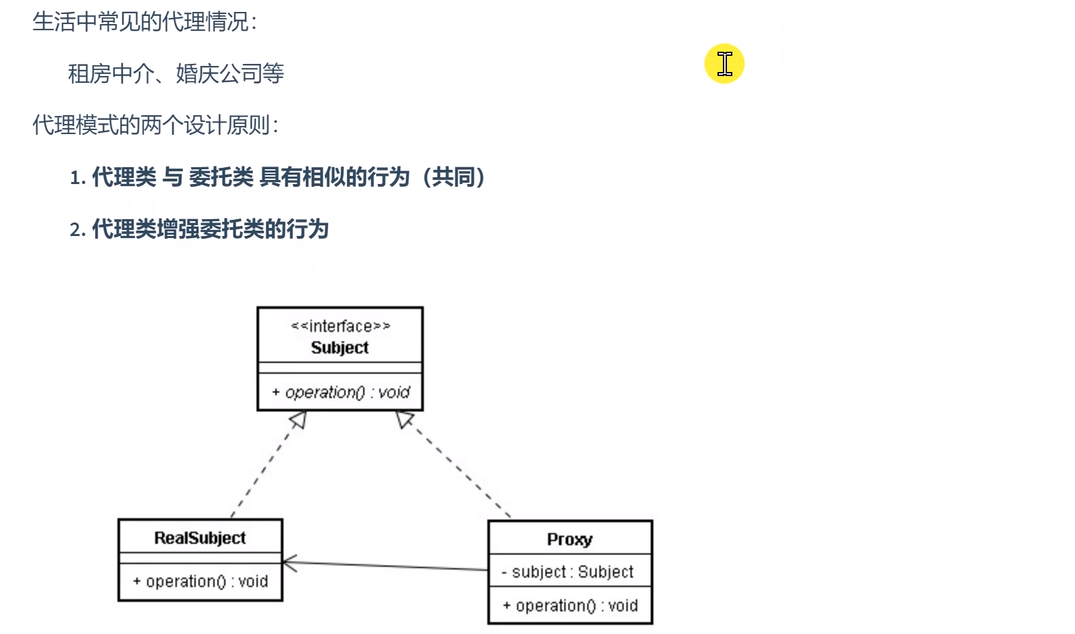 生活中常见的代理情况：
租房中介、婚庆公司等
代理模式的两个设计原则：
1. 代理类 与 委托类 具有相似的行为（共同）
2. 代理类增强委托类的行为
<<interface>>
Subject
+ operation() : void
RealSubject
+ operation() : void
Proxy
- subject : Subject
+ operation() : void